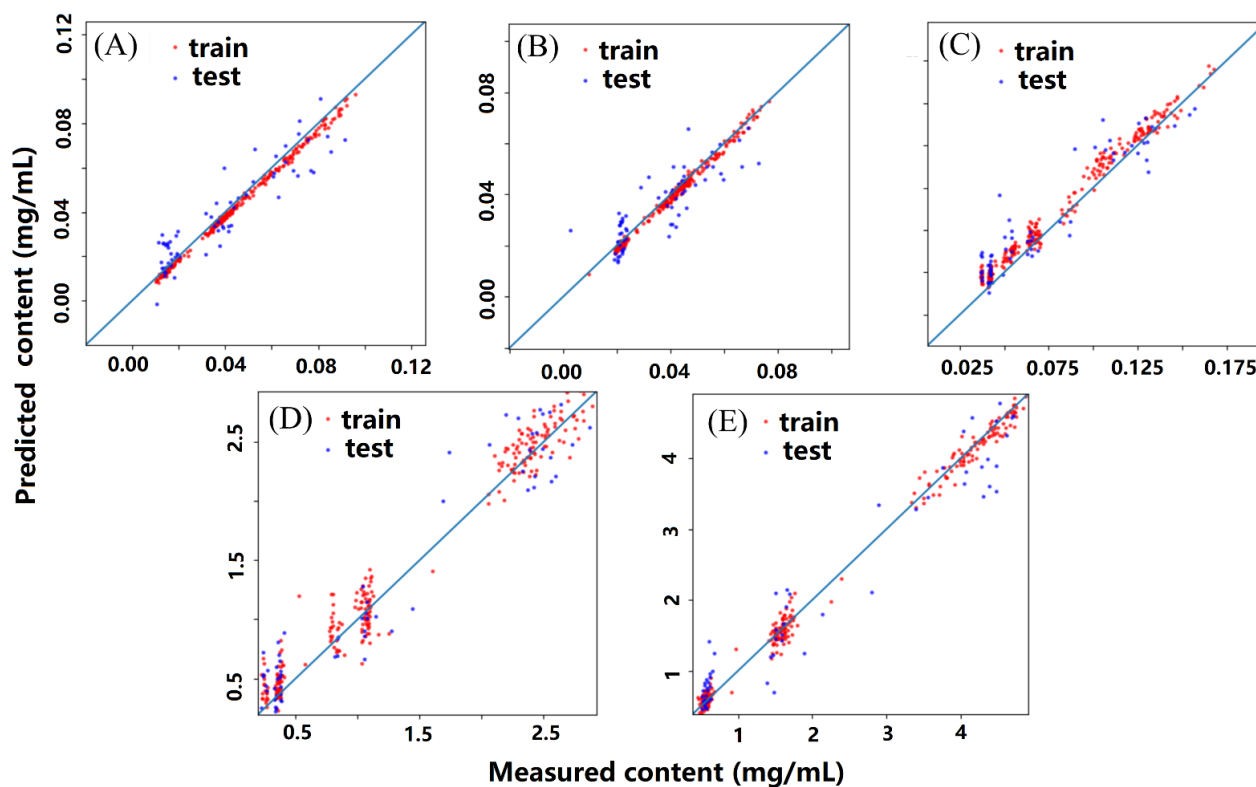 Predicted content (mg/mL)
(A)
train
test
0.12
0.08
0.04
0.00
0.00 0.04 0.08 0.12
(B)
train
test
0.08
0.04
0.00
0.00 0.04 0.08
(C)
train
test
0.025 0.075 0.125 0.175
(D)
train
test
2.5
1.5
0.5
0.5 1.5 2.5
(E)
train
test
4
3
2
1
1 2 3 4
Measured content (mg/mL)